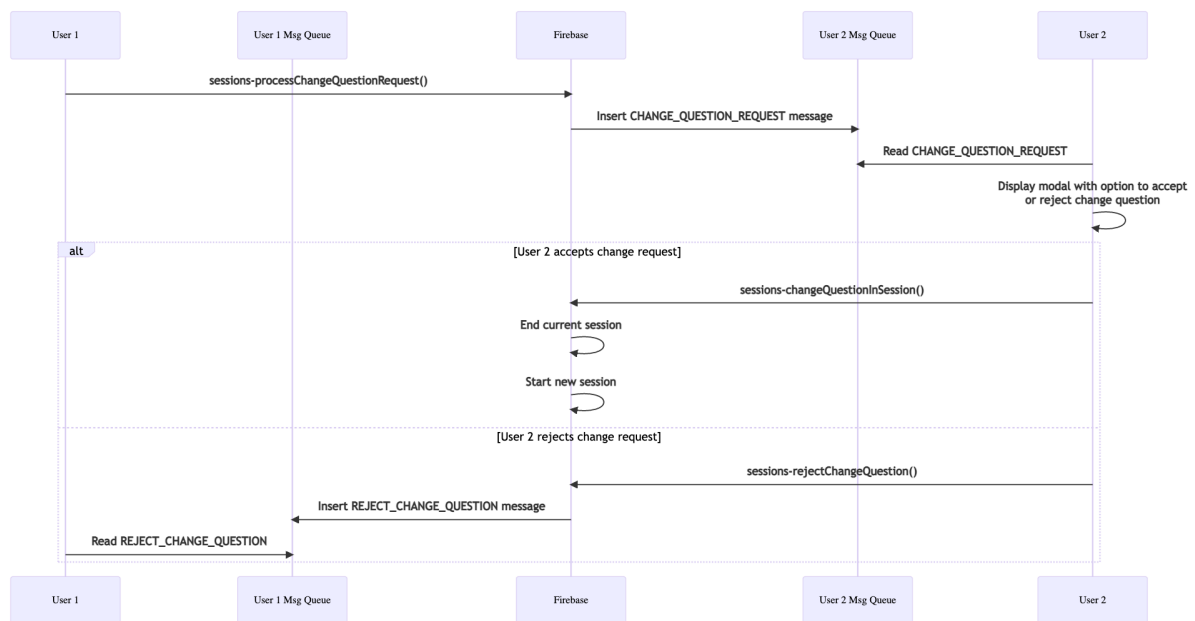 User 1
User 1 Msg Queue
Firebase
User 2 Msg Queue
User 2
sessions-processChangeQuestionRequest()
Insert CHANGE_QUESTION_REQUEST message
Read CHANGE_QUESTION_REQUEST
Display modal with option to accept
or reject change question
alt
[User 2 accepts change request]
sessions-changeQuestionInSession()
End current session
Start new session
[User 2 rejects change request]
sessions-rejectChangeQuestion()
Insert REJECT_CHANGE_QUESTION message
Read REJECT_CHANGE_QUESTION
User 1
User 1 Msg Queue
Firebase
User 2 Msg Queue
User 2